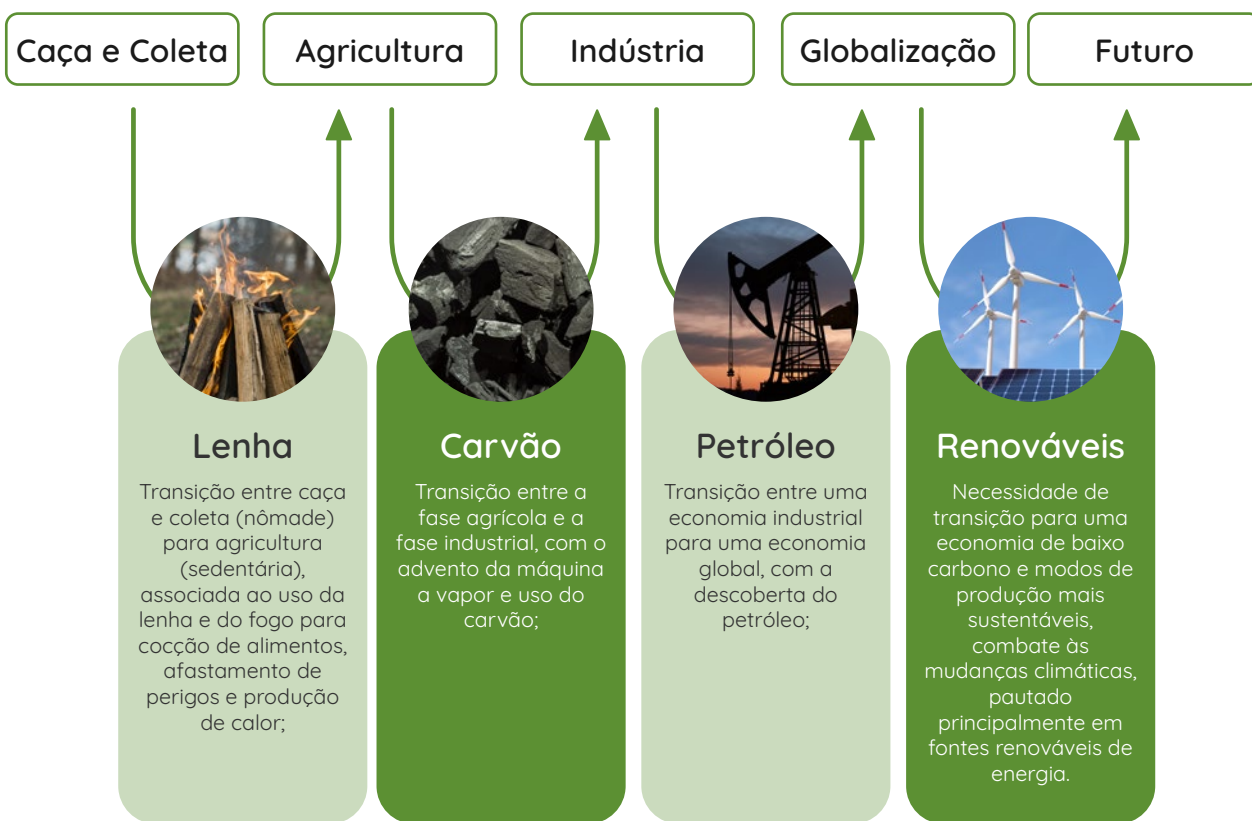 Caça e Coleta
Agricultura
Indústria
Globalização
Futuro
Lenha
Transição entre caça
e coleta (nômade)
para agricultura
(sedentária),
associada ao uso da
lenha e do fogo para
cocção de alimentos,
afastamento de
perigos e produção
de calor;
Carvão
Transição entre a
fase agrícola e a
fase industrial, com o
advento da máquina
a vapor e uso do
carvão;
Petróleo
Transição entre uma
economia industrial
para uma economia
global, com a
descoberta do
petróleo;
Renováveis
Necessidade de
transição para uma
economia de baixo
carbono e modos de
produção mais
sustentáveis,
combate às
mudanças climáticas,
pautado
principalmente em
fontes renováveis de
energia.